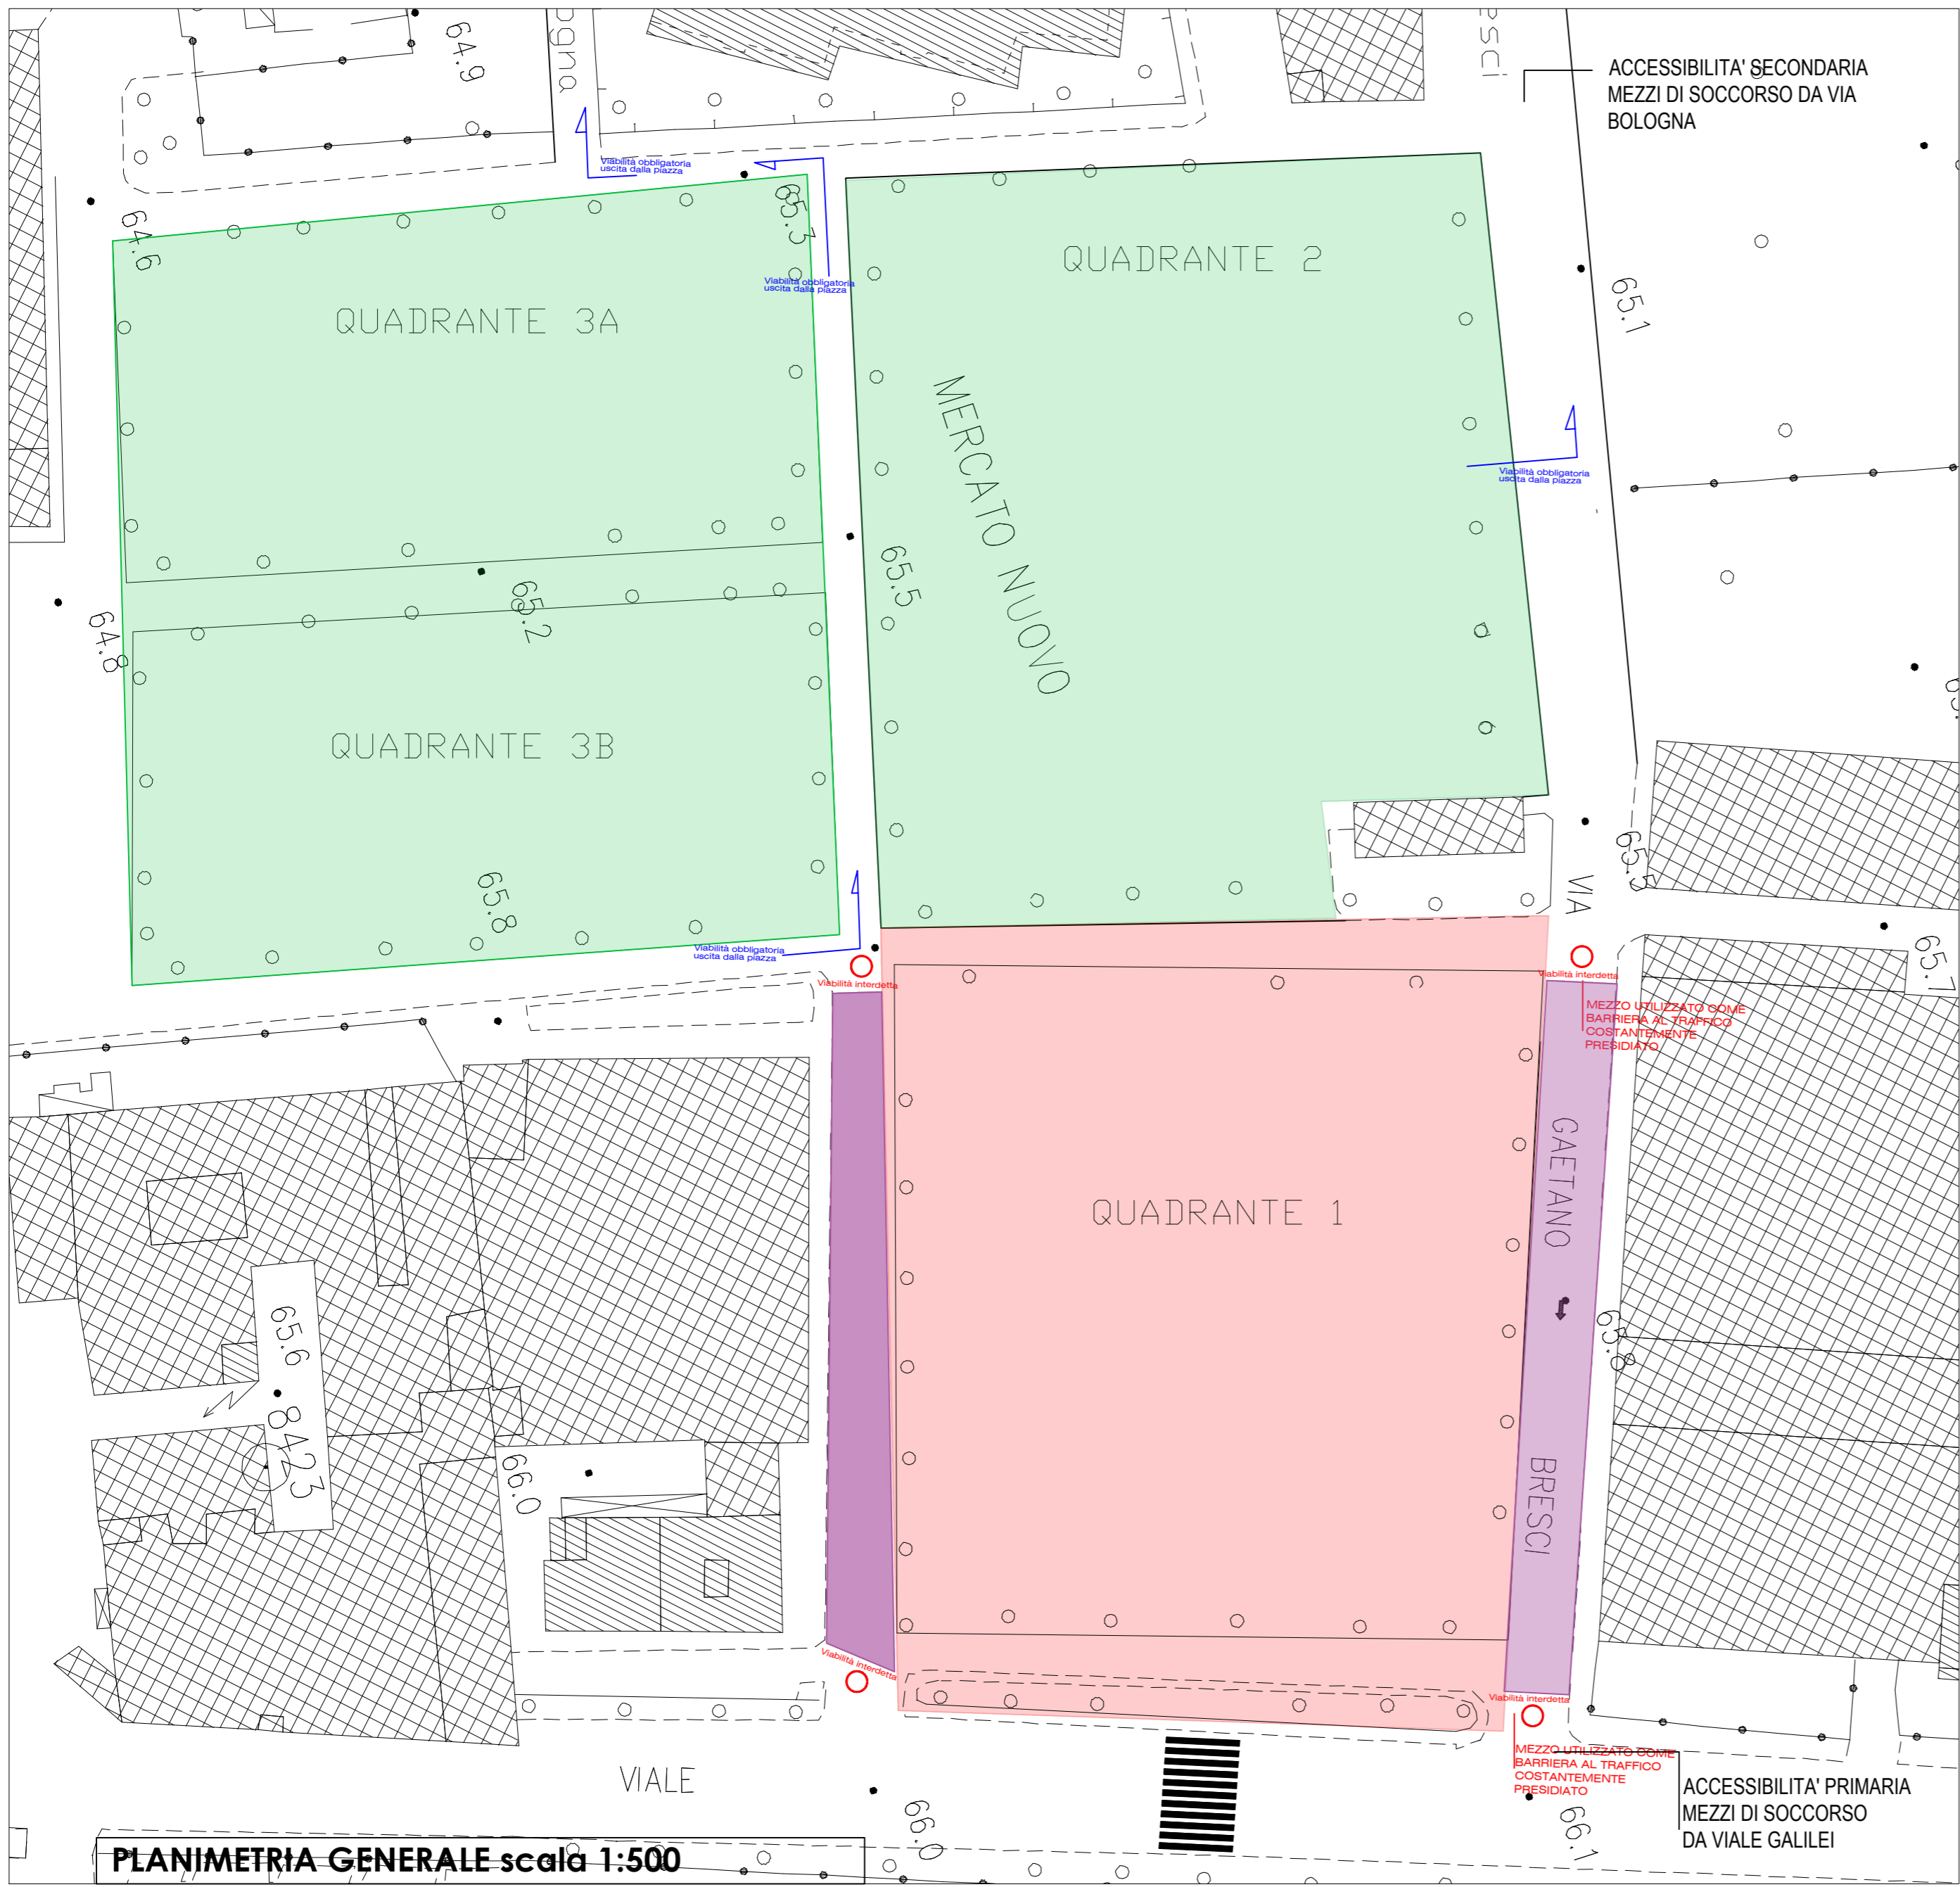 ogna
esci
64.9
ACCESSIBILITA' SECONDARIA
MEZZI DI SOCCORSO DA VIA
BOLOGNA
Viabilità obbligatoria
uscita dalla piazza
64.6
65.3
QUADRANTE 2
Viabilità obbligatoria
uscita dalla piazza
65.1
QUADRANTE 3A
MERCATO NUOVO
Viabilità obbligatoria
uscita dalla piazza
65.5
65.2
64.8
QUADRANTE 3B
65.8
65.5
VIA
Viabilità obbligatoria
uscita dalla piazza
65.7
Viabilità interdetta
Viabilità interdetta
MEZZO UTILIZZATO COME
BARRIERA AL TRAFFICO
COSTANTEMENTE
PRESIDIATO
GAETANO
QUADRANTE 1
65.6
65.8
8423
66.0
BRESCI
Viabilità interdetta
Viabilità interdetta
MEZZO UTILIZZATO COME
BARRIERA AL TRAFFICO
COSTANTEMENTE
PRESIDIATO
VIALE
66.0
66.1
ACCESSIBILITA' PRIMARIA
MEZZI DI SOCCORSO
DA VIALE GALILEI
PLANIMETRIA GENERALE scala 1:500